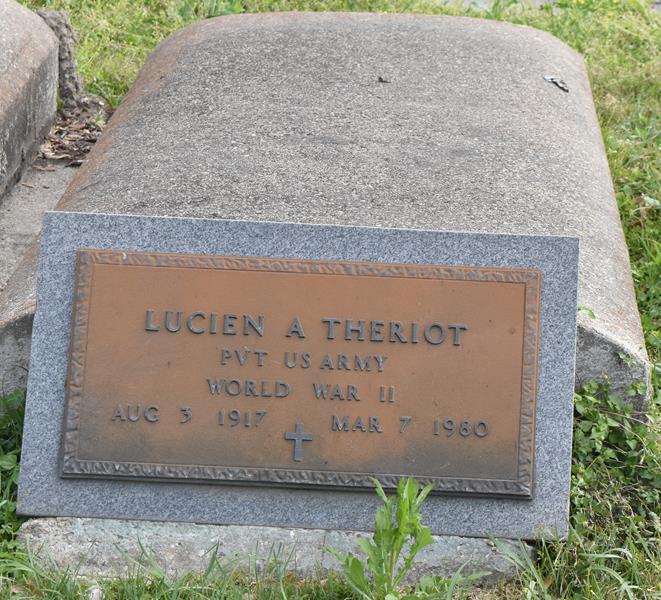 LUCIEN A THERIOT
PVT US ARMY
WORLD WAR II
AUG 3 1917 MAR 7 1980